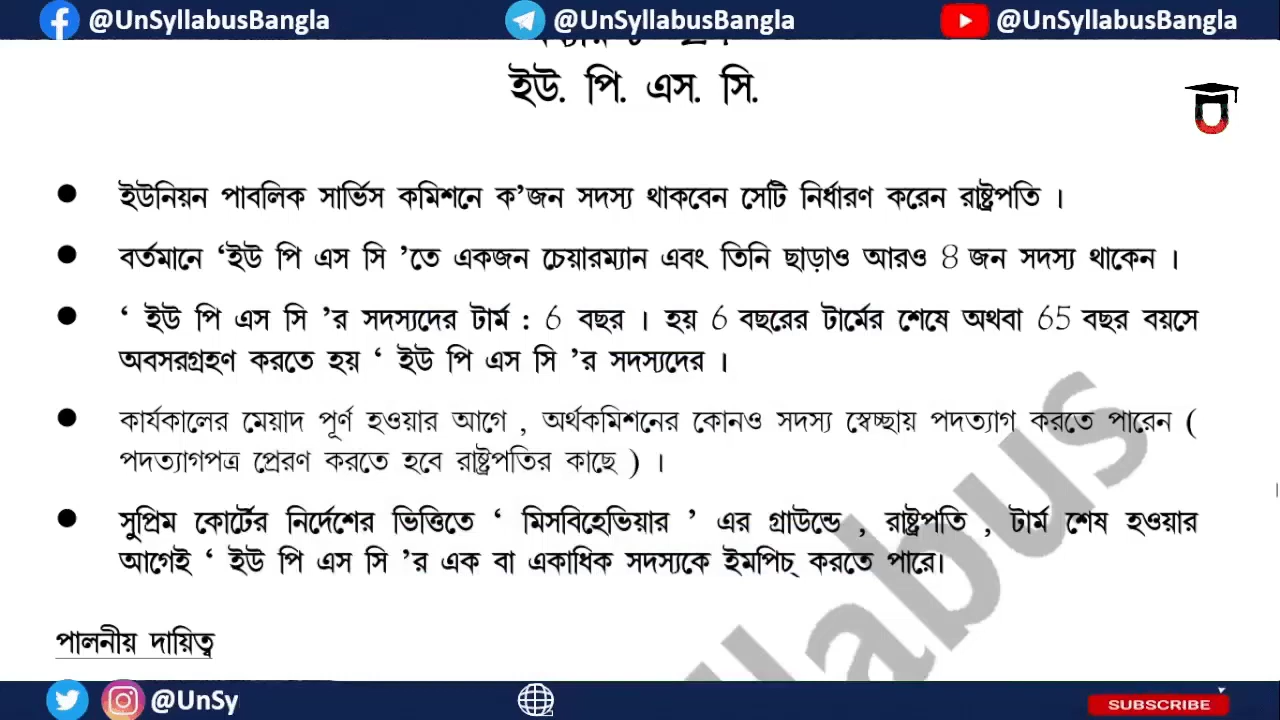 @UnSyllabusBangla @UnSyllabusBangla @UnSyllabusBangla
ইউ. পি. এস. সি.
● ইউনিয়ন পাবলিক সার্ভিস কমিশনে ক’জন সদস্য থাকবেন সেটি নির্ধারণ করেন রাষ্ট্রপতি ।
● বর্তমানে ‘ইউ পি এস সি ’তে একজন চেয়ারম্যান এবং তিনি ছাড়াও আরও 8 জন সদস্য থাকেন ।
● ‘ ইউ পি এস সি ’র সদস্যদের টার্ম : 6 বছর । হয় 6 বছরের টার্মের শেষে অথবা 65 বছর বয়সে
অবসরগ্রহণ করতে হয় ‘ ইউ পি এস সি ’র সদস্যদের ।
● কার্যকালের মেয়াদ পূর্ণ হওয়ার আগে , অর্থকমিশনের কোনও সদস্য স্বেচ্ছায় পদত্যাগ করতে পারেন (
পদত্যাগপত্র প্রেরণ করতে হবে রাষ্ট্রপতির কাছে ) ।
● সুপ্রিম কোর্টের নির্দেশের ভিত্তিতে ‘ মিসবিহেভিয়ার ’ এর গ্রাউন্ডে , রাষ্ট্রপতি , টার্ম শেষ হওয়ার
আগেই ‘ ইউ পি এস সি ’র এক বা একাধিক সদস্যকে ইমপিচ্ করতে পারে।
পালনীয় দায়িত্ব
@UnSy SUBSCRIBE